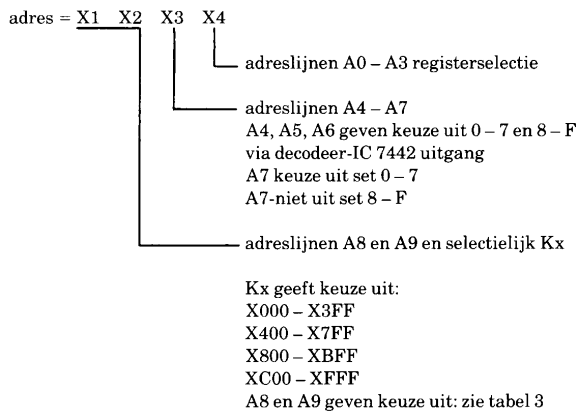 adres = X1 X2 X3 X4
adreslijnen A0 – A3 registerselectie
adreslijnen A4 – A7
A4, A5, A6 geven keuze uit 0 – 7 en 8 – F
via decodeer-IC 7442 uitgang
A7 keuze uit set 0 – 7
A7-niet uit set 8 – F
adreslijnen A8 en A9 en selectielijk Kx
Kx geeft keuze uit:
X000 – X3FF
X400 – X7FF
X800 – XBFF
XC00 – XFFF
A8 en A9 geven keuze uit: zie tabel 3